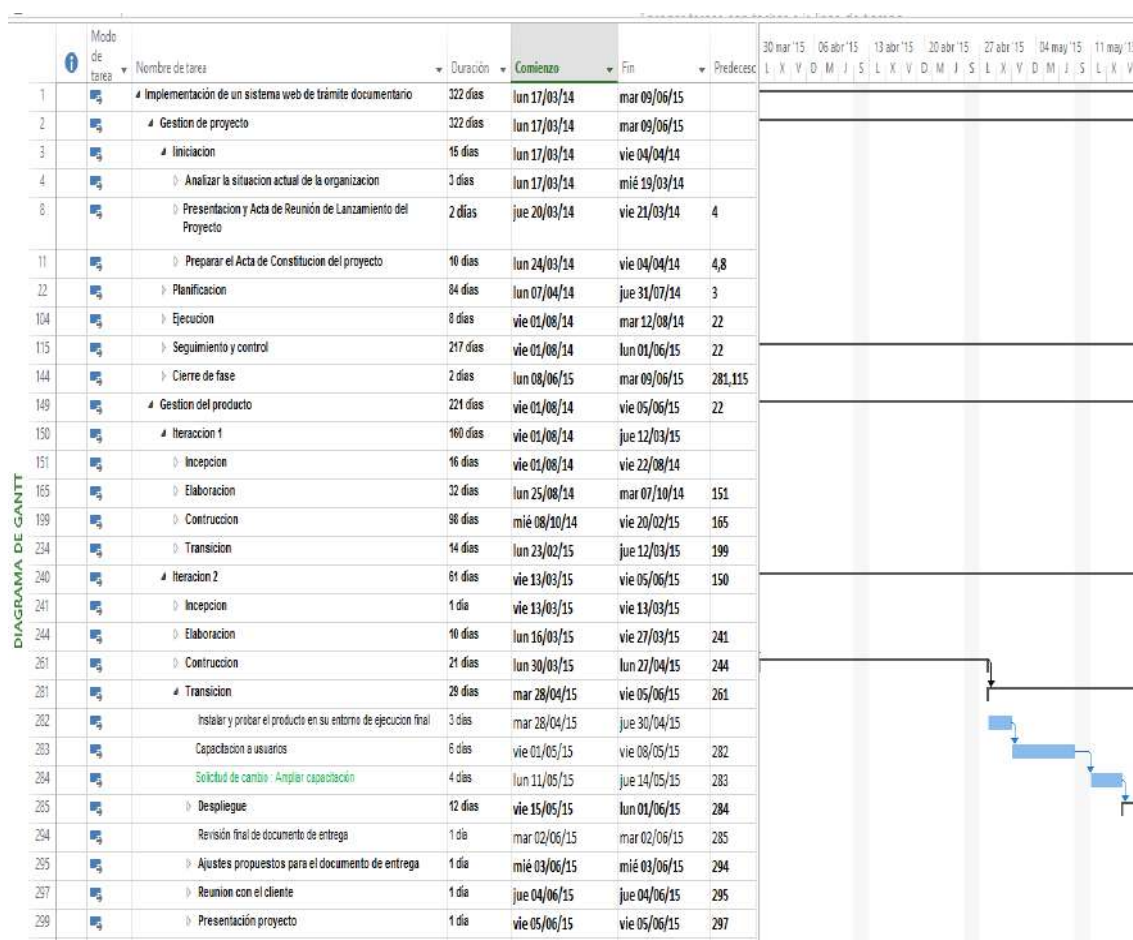 Modo de tarea Nombre de tarea Duración Comienzo Fin Predecesc 30 mar '15 06 abr '15 13 abr '15 20 abr '15 27 abr '15 04 may '15 11 may '15
L X V D M J S L X V D M J S L X V D M J S L X V
1 Implementación de un sistema web de trámite documentario 322 días lun 17/03/14 mar 09/06/15
2 Gestion de proyecto 322 días lun 17/03/14 mar 09/06/15
3 Iiniciacion 15 días lun 17/03/14 vie 04/04/14
4 Analizar la situacion actual de la organizacion 3 días lun 17/03/14 mié 19/03/14
8 Presentacion y Acta de Reunión de Lanzamiento del Proyecto 2 días jue 20/03/14 vie 21/03/14 4
11 Preparar el Acta de Constitucion del proyecto 10 días lun 24/03/14 vie 04/04/14 4,8
22 Planificacion 84 días lun 07/04/14 jue 31/07/14 3
104 Ejecucion 8 días vie 01/08/14 mar 12/08/14 22
115 Seguimiento y control 217 días vie 01/08/14 lun 01/06/15 22
144 Cierre de fase 2 días lun 08/06/15 mar 09/06/15 281,115
149 Gestion del producto 221 días vie 01/08/14 vie 05/06/15 22
150 Iteraccion 1 160 días vie 01/08/14 jue 12/03/15
151 Incepcion 16 días vie 01/08/14 vie 22/08/14
165 Elaboracion 32 días lun 25/08/14 mar 07/10/14 151
199 Contruccion 98 días mié 08/10/14 vie 20/02/15 165
234 Transicion 14 días lun 23/02/15 jue 12/03/15 199
240 Iteracion 2 61 días vie 13/03/15 vie 05/06/15 150
241 Incepcion 1 día vie 13/03/15 vie 13/03/15
244 Elaboracion 10 días lun 16/03/15 vie 27/03/15 241
261 Contruccion 21 días lun 30/03/15 lun 27/04/15 244
281 Transicion 29 días mar 28/04/15 vie 05/06/15 261
282 Instalar y probar el producto en su entorno de ejecucion final 3 días mar 28/04/15 jue 30/04/15
283 Capacitacion a usuarios 6 días vie 01/05/15 vie 08/05/15 282
284 Solicitud de cambio : Ampliar capacitación 4 días lun 11/05/15 jue 14/05/15 283
285 Despliegue 12 días vie 15/05/15 lun 01/06/15 284
294 Revisión final de documento de entrega 1 día mar 02/06/15 mar 02/06/15 285
295 Ajustes propuestos para el documento de entrega 1 día mié 03/06/15 mié 03/06/15 294
297 Reunion con el cliente 1 día jue 04/06/15 jue 04/06/15 295
299 Presentación proyecto 1 día vie 05/06/15 vie 05/06/15 297
DIAGRAMA DE GANTT